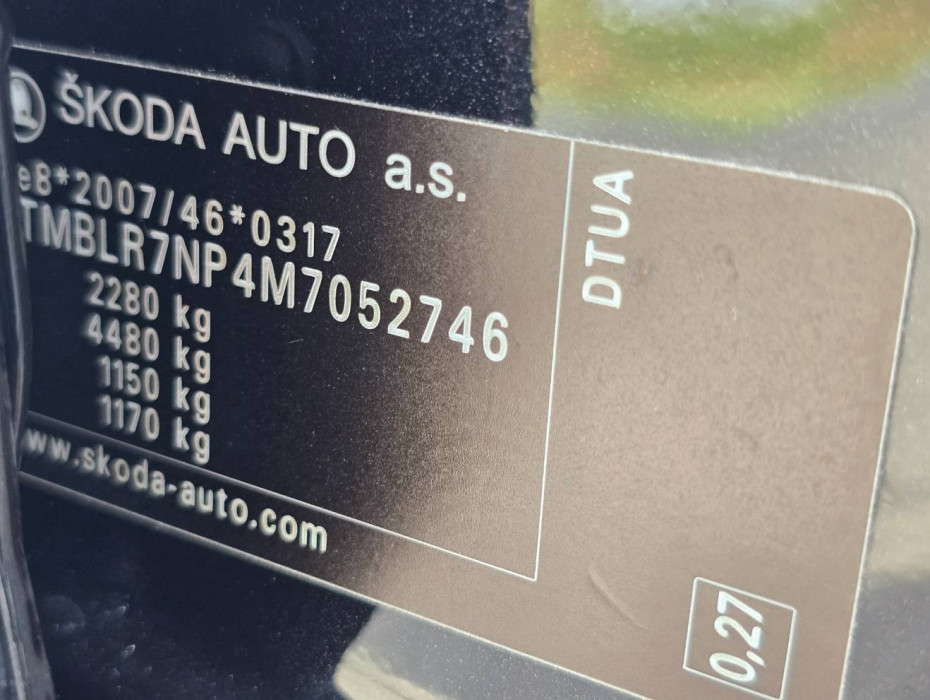 ŠKODA AUTO a.s.
e8*2007/46*0317
TMBLR7NP4M7052746
2280 kg
4480 kg
1150 kg
1170 kg
www.skoda-auto.com
DTUA
0,27